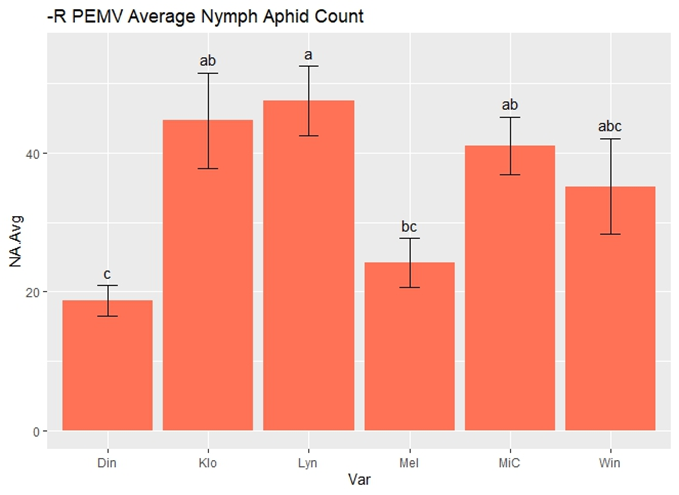 -R PEMV Average Nymph Aphid Count
a
ab
ab
abc
bc
c
NA.Avg
40
20
0
Din Klo Lyn Mel MiC Win
Var